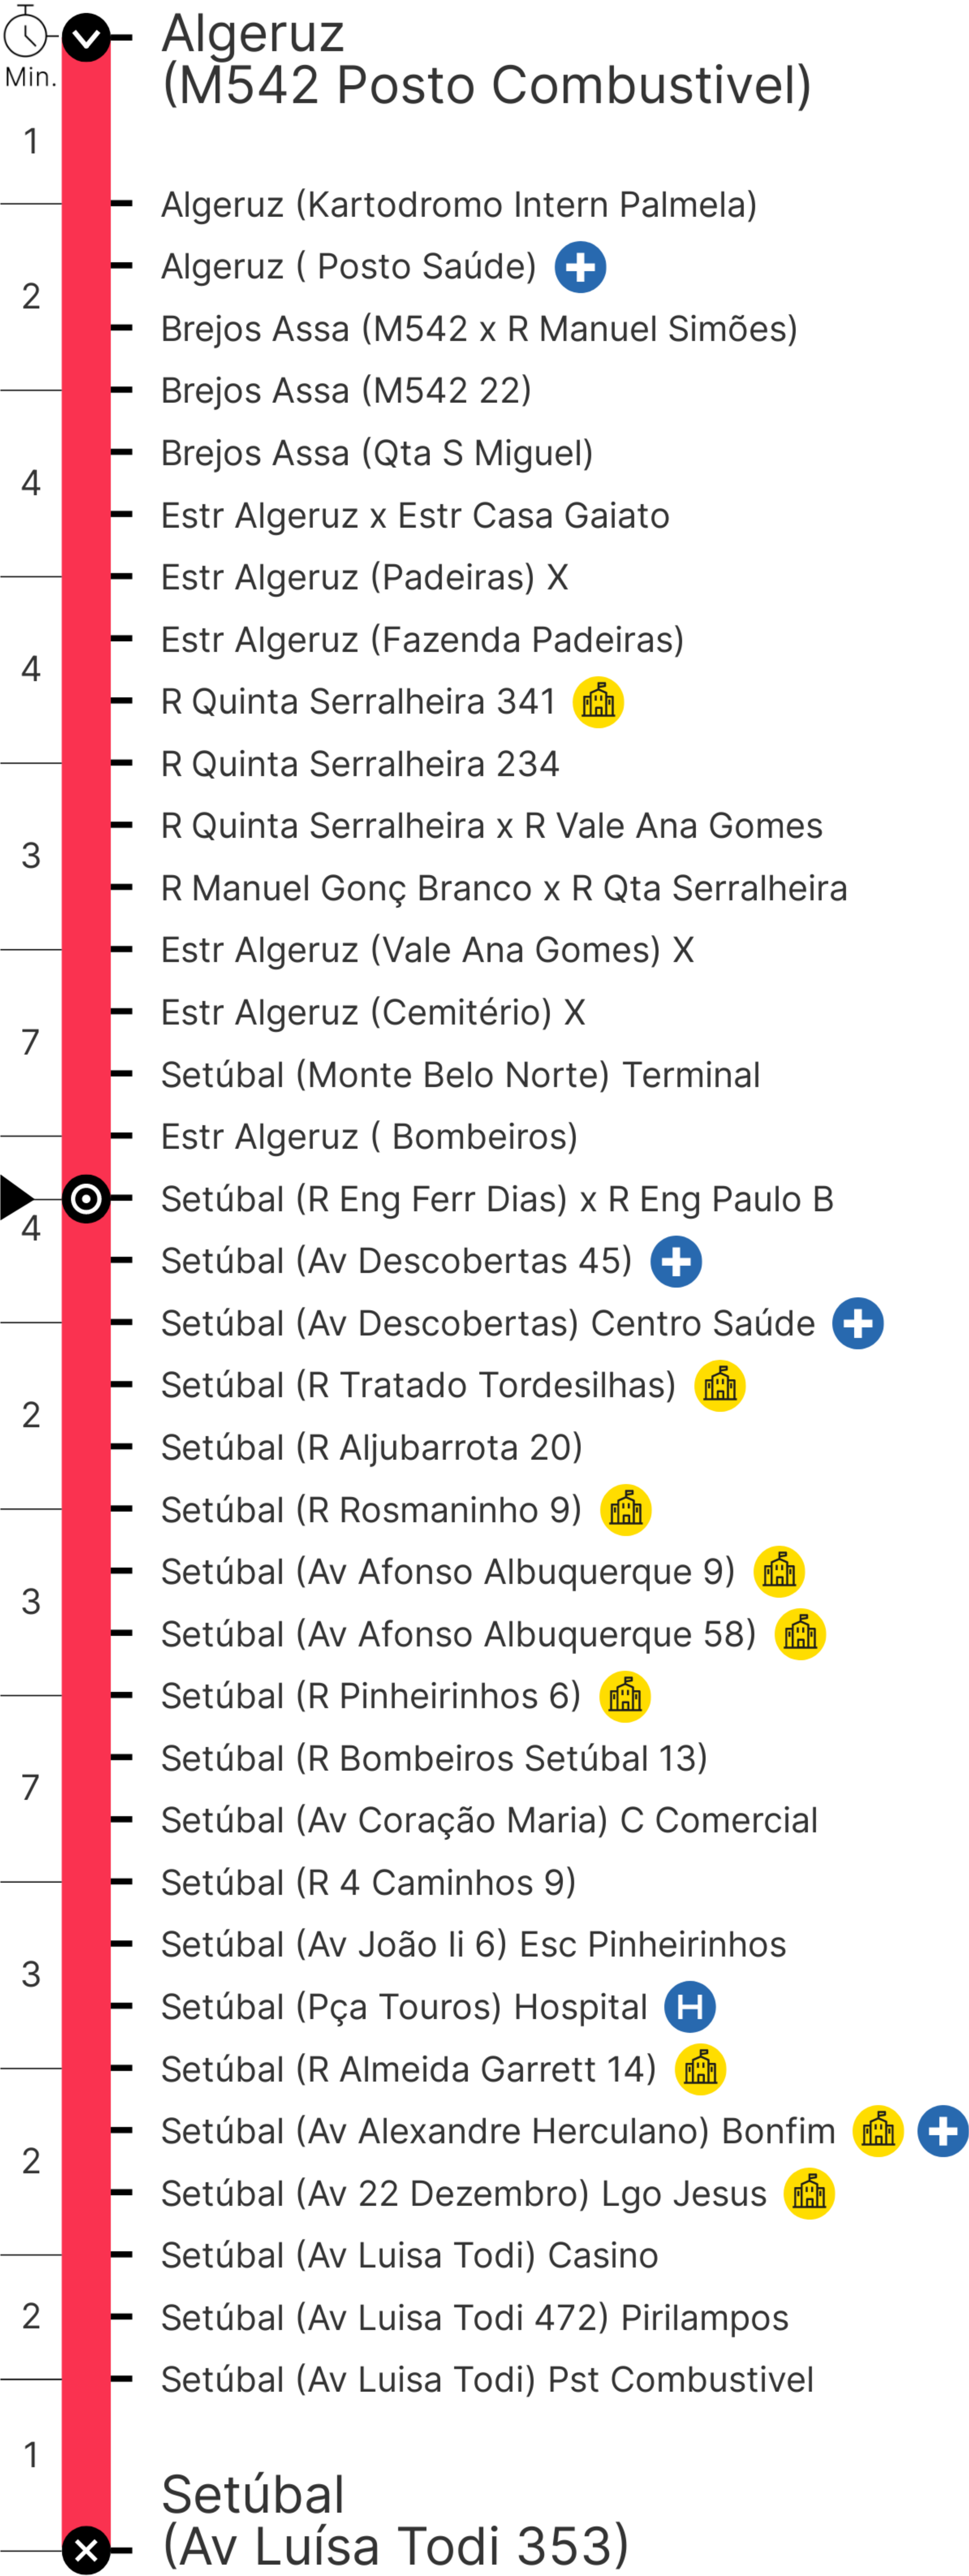 Algeruz
(M542 Posto Combustivel)
Min.
1
Algeruz (Kartodromo Intern Palmela)
Algeruz ( Posto Saúde)
2
Brejos Assa (M542 x R Manuel Simões)
Brejos Assa (M542 22)
Brejos Assa (Qta S Miguel)
4
Estr Algeruz x Estr Casa Gaiato
Estr Algeruz (Padeiras) X
Estr Algeruz (Fazenda Padeiras)
4
R Quinta Serralheira 341
R Quinta Serralheira 234
R Quinta Serralheira x R Vale Ana Gomes
3
R Manuel Gonç Branco x R Qta Serralheira
Estr Algeruz (Vale Ana Gomes) X
Estr Algeruz (Cemitério) X
7
Setúbal (Monte Belo Norte) Terminal
Estr Algeruz ( Bombeiros)
Setúbal (R Eng Ferr Dias) x R Eng Paulo B
4
Setúbal (Av Descobertas 45)
Setúbal (Av Descobertas) Centro Saúde
Setúbal (R Tratado Tordesilhas)
2
Setúbal (R Aljubarrota 20)
Setúbal (R Rosmaninho 9)
Setúbal (Av Afonso Albuquerque 9)
3
Setúbal (Av Afonso Albuquerque 58)
Setúbal (R Pinheirinhos 6)
Setúbal (R Bombeiros Setúbal 13)
7
Setúbal (Av Coração Maria) C Comercial
Setúbal (R 4 Caminhos 9)
Setúbal (Av João Ii 6) Esc Pinheirinhos
3
Setúbal (Pça Touros) Hospital H
Setúbal (R Almeida Garrett 14)
Setúbal (Av Alexandre Herculano) Bonfim
2
Setúbal (Av 22 Dezembro) Lgo Jesus
Setúbal (Av Luisa Todi) Casino
2
Setúbal (Av Luisa Todi 472) Pirilampos
Setúbal (Av Luisa Todi) Pst Combustivel
1
Setúbal
(Av Luísa Todi 353)